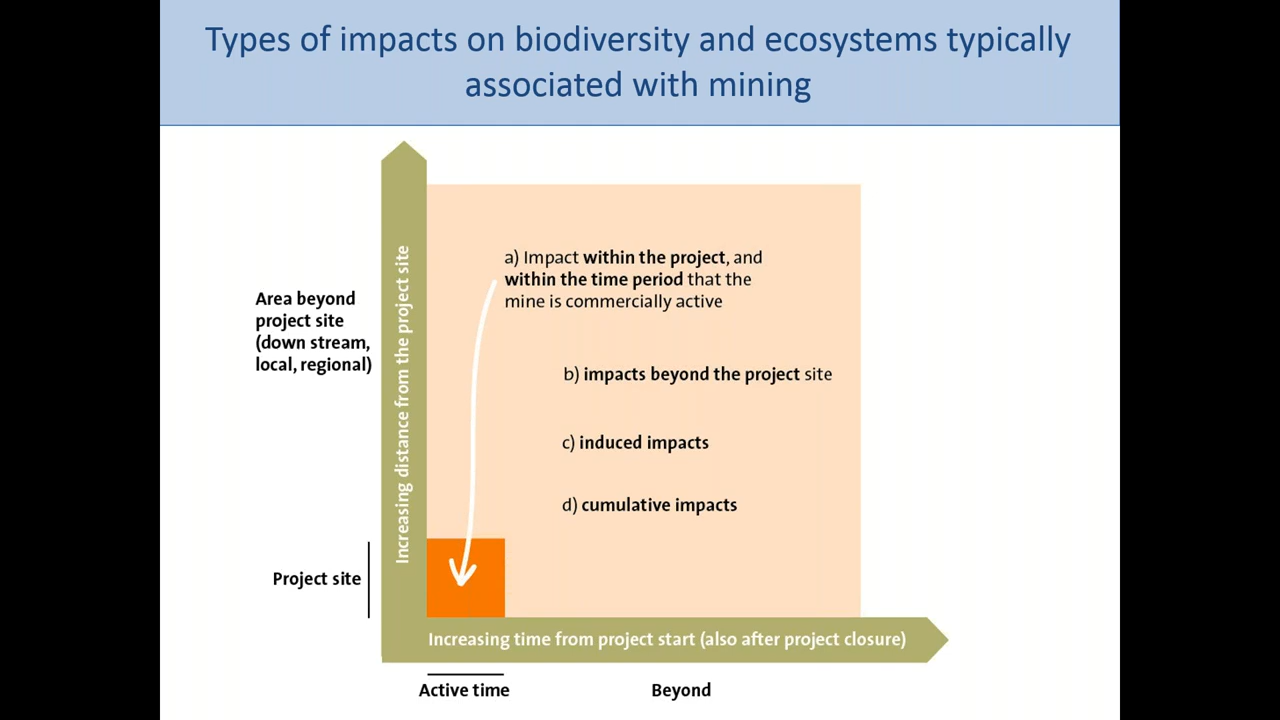 Types of impacts on biodiversity and ecosystems typically
associated with mining
Increasing distance from the project site
Area beyond
project site
(down stream,
local, regional)
a) Impact within the project, and
within the time period that the
mine is commercially active
b) impacts beyond the project site
c) induced impacts
d) cumulative impacts
Project site
Increasing time from project start (also after project closure)
Active time
Beyond